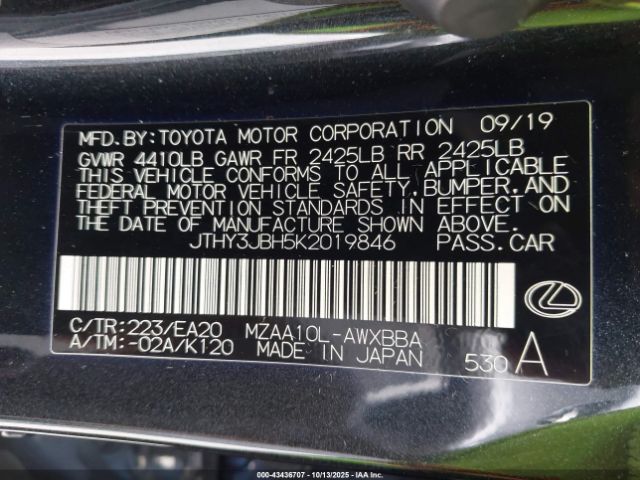 MFD.BY:TOYOTA MOTOR CORPORATION 09/19
GVWR 4410LB GAWR FR 2425LB RR 2425LB
THIS VEHICLE CONFORMS TO ALL APPLICABLE
FEDERAL MOTOR VEHICLE SAFETY,BUMPER,AND
THEFT PREVENTION STANDARDS IN EFFECT ON
THE DATE OF MANUFACTURE SHOWN ABOVE.
JTHY3JBH5K2019846 PASS.CAR
C/TR:223/EA20 MZAA10L-AWXBBA
A/TM:-02A/K120 MADE IN JAPAN 530 A
000-43436707 - 10/13/2025 - COPART